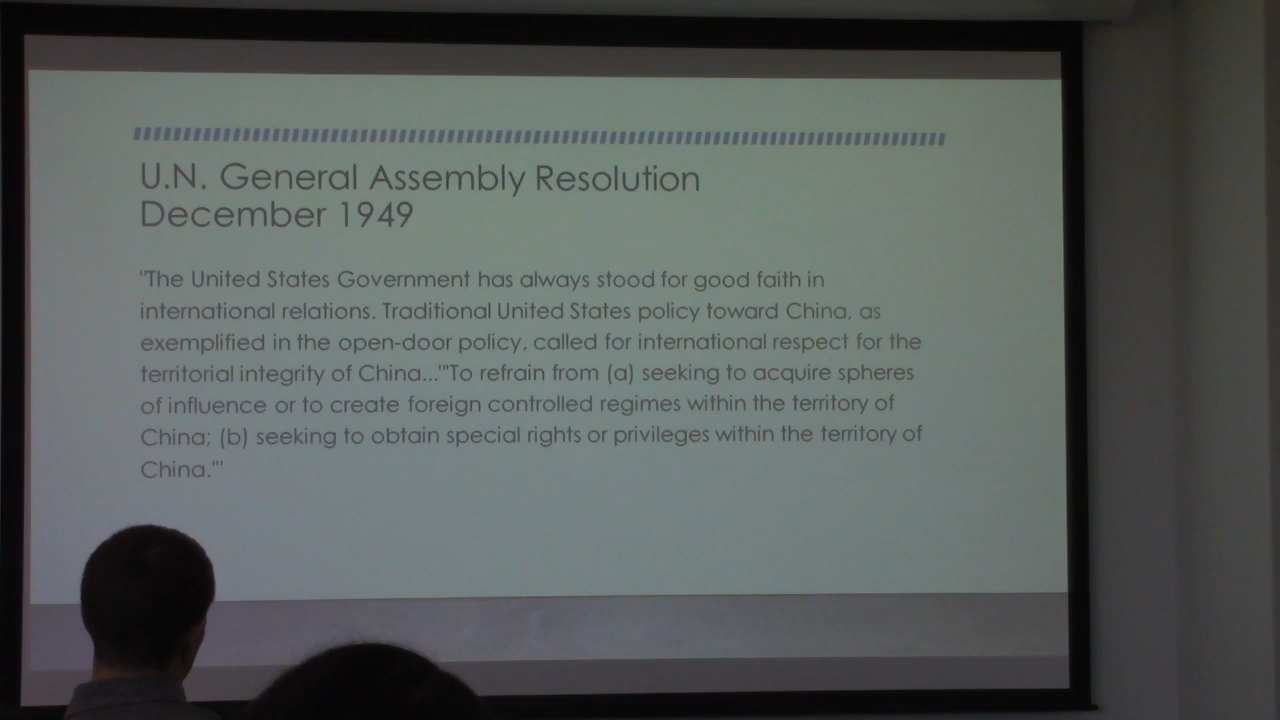 U.N. General Assembly Resolution
December 1949
"The United States Government has always stood for good faith in
international relations. Traditional United States policy toward China, as
exemplified in the open-door policy, called for international respect for the
territorial integrity of China..."'"To refrain from (a) seeking to acquire spheres
of influence or to create foreign controlled regimes within the territory of
China; (b) seeking to obtain special rights or privileges within the territory of
China."'